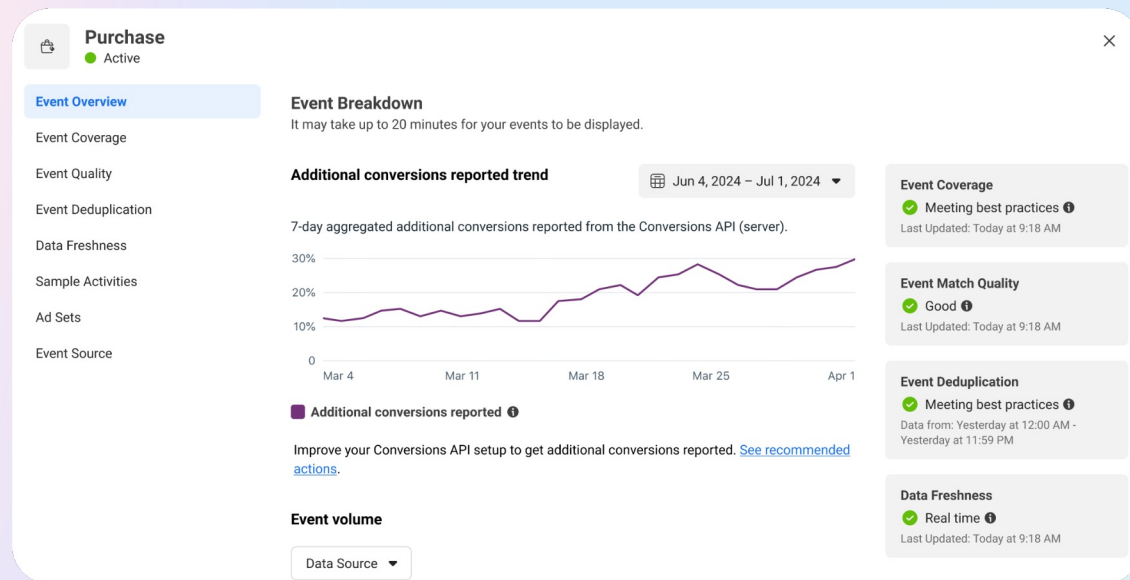 Purchase
Active
Event Overview
Event Coverage
Event Quality
Event Deduplication
Data Freshness
Sample Activities
Ad Sets
Event Source
Event Breakdown
It may take up to 20 minutes for your events to be displayed.
Additional conversions reported trend
Jun 4, 2024 – Jul 1, 2024
7-day aggregated additional conversions reported from the Conversions API (server).
30%
20%
10%
0
Mar 4 Mar 11 Mar 18 Mar 25 Apr 1
Additional conversions reported
Improve your Conversions API setup to get additional conversions reported. See recommended
actions.
Event volume
Data Source
Event Coverage
Meeting best practices
Last Updated: Today at 9:18 AM
Event Match Quality
Good
Last Updated: Today at 9:18 AM
Event Deduplication
Meeting best practices
Data from: Yesterday at 12:00 AM -
Yesterday at 11:59 PM
Data Freshness
Real time
Last Updated: Today at 9:18 AM